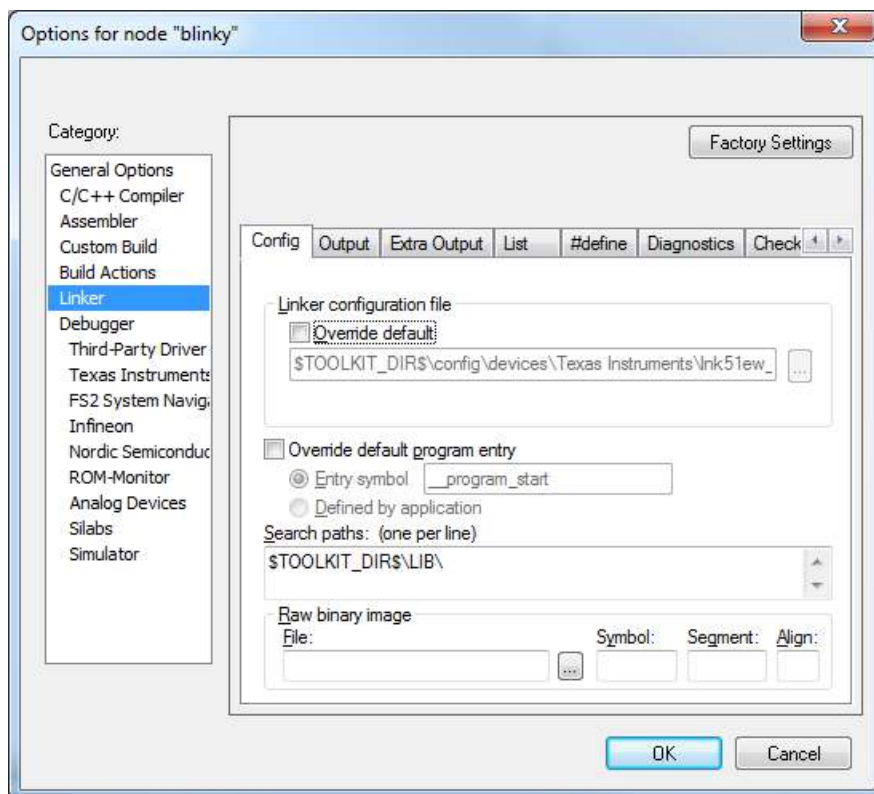 Options for node "blinky"
Category:
General Options
C/C++ Compiler
Assembler
Custom Build
Build Actions
Linker
Debugger
Third-Party Driver
Texas Instruments
FS2 System Naviga
Infineon
Nordic Semiconduc
ROM-Monitor
Analog Devices
Silabs
Simulator
Factory Settings
Config Output Extra Output List #define Diagnostics Check
Linker configuration file
Override default
$TOOLKIT_DIR$\config\devices\Texas Instruments\lnk51ew_
...
Override default program entry
Entry symbol __program_start
Defined by application
Search paths: (one per line)
$TOOLKIT_DIR$\LIB\
Raw binary image
File: Symbol: Segment: Align:
...
OK Cancel